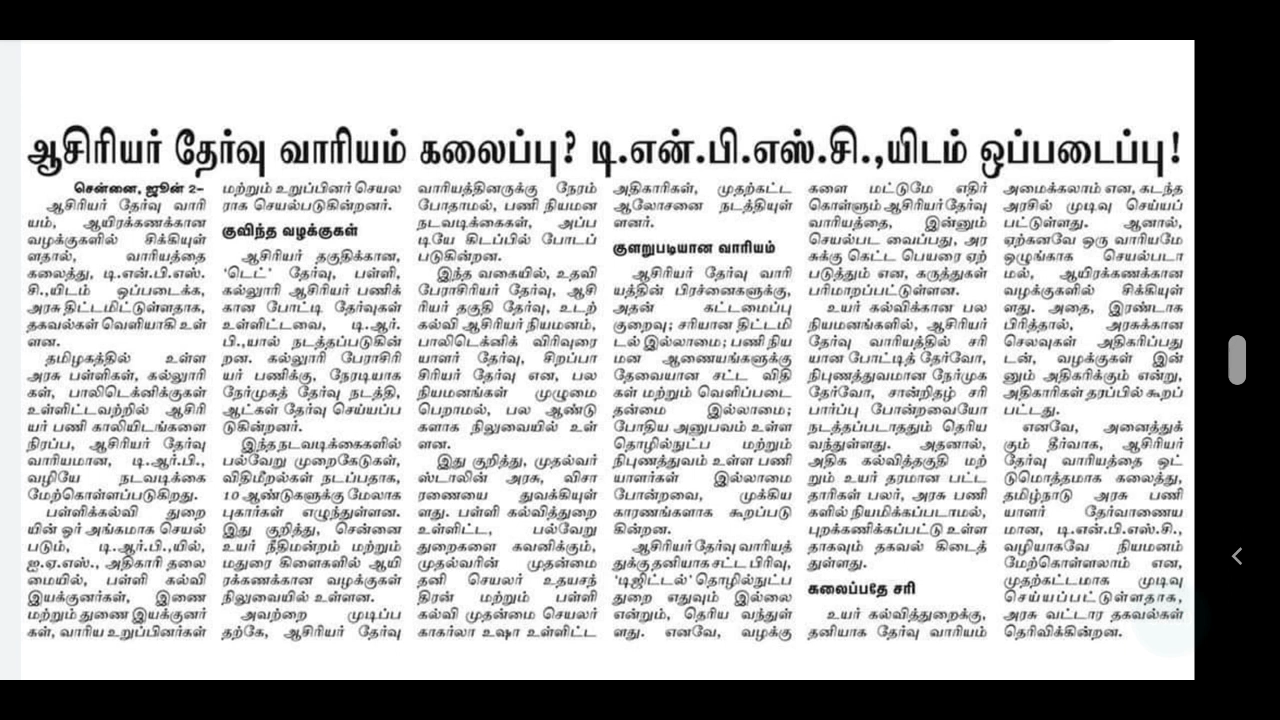 ஆசிரியர் தேர்வு வாரியம் கலைப்பு? டி.என்.பி.எஸ்.சி.,யிடம் ஒப்படைப்பு!
சென்னை, ஜூன் 2–
ஆசிரியர் தேர்வு வாரி
யம், ஆயிரக்கணக்கான
வழக்குகளில் சிக்கியுள்
ளதால், வாரியத்தை
கலைத்து, டி.என்.பி.எஸ்.
சி.,யிடம் ஒப்படைக்க,
அரசு திட்டமிட்டுள்ளதாக,
தகவல்கள் வெளியாகி உள்
ளன.
தமிழகத்தில் உள்ள
அரசு பள்ளிகள், கல்லூரி
கள், பாலிடெக்னிக்குகள்
உள்ளிட்டவற்றில் ஆசிரி
யர் பணி காலியிடங்களை
நிரப்ப, ஆசிரியர் தேர்வு
வாரியமான, டி.ஆர்.பி.,
வழியே நடவடிக்கை
மேற்கொள்ளப்படுகிறது.
பள்ளிக்கல்வி துறை
யின் ஓர் அங்கமாக செயல்
படும், டி.ஆர்.பி.,யில்,
ஐ.ஏ.எஸ்., அதிகாரி தலை
மையில், பள்ளி கல்வி
இயக்குனர்கள், இணை
மற்றும் துணை இயக்குனர்
கள், வாரிய உறுப்பினர்கள்
மற்றும் உறுப்பினர் செயல
ராக செயல்படுகின்றனர்.
குவிந்த வழக்குகள்
ஆசிரியர் தகுதிக்கான,
'டெட்' தேர்வு, பள்ளி,
கல்லூரி ஆசிரியர் பணிக்
கான போட்டி தேர்வுகள்
உள்ளிட்டவை, டி.ஆர்.
பி.,யால் நடத்தப்படுகின்
றன. கல்லூரி பேராசிரி
யர் பணிக்கு, நேரடியாக
நேர்முகத் தேர்வு நடத்தி,
ஆட்கள் தேர்வு செய்யப்ப
டுகின்றனர்.
இந்த நடவடிக்கைகளில்
பல்வேறு முறைகேடுகள்,
விதிமீறல்கள் நடப்பதாக,
10 ஆண்டுகளுக்கு மேலாக
புகார்கள் எழுந்துள்ளன.
இது குறித்து, சென்னை
உயர் நீதிமன்றம் மற்றும்
மதுரை கிளைகளில் ஆயி
ரக்கணக்கான வழக்குகள்
நிலுவையில் உள்ளன.
அவற்றை முடிப்ப
தற்கே, ஆசிரியர் தேர்வு
வாரியத்தினருக்கு நேரம்
போதாமல், பணி நியமன
நடவடிக்கைகள், அப்ப
டியே கிடப்பில் போடப்
படுகின்றன.
இந்த வகையில், உதவி
பேராசிரியர் தேர்வு, ஆசி
ரியர் தகுதி தேர்வு, உடற்
கல்வி ஆசிரியர் நியமனம்,
பாலிடெக்னிக் விரிவுரை
யாளர் தேர்வு, சிறப்பா
சிரியர் தேர்வு என, பல
நியமனங்கள் முழுமை
பெறாமல், பல ஆண்டு
களாக நிலுவையில் உள்
ளன.
இது குறித்து, முதல்வர்
ஸ்டாலின் அரசு, விசா
ரணையை துவக்கியுள்
ளது. பள்ளி கல்வித்துறை
உள்ளிட்ட, பல்வேறு
துறைகளை கவனிக்கும்,
முதல்வரின் முதன்மை
தனி செயலர் உதயசந்
திரன் மற்றும் பள்ளி
கல்வி முதன்மை செயலர்
காகர்லா உஷா உள்ளிட்ட
அதிகாரிகள், முதற்கட்ட
ஆலோசனை நடத்தியுள்
ளனர்.
குளறுபடியான வாரியம்
ஆசிரியர் தேர்வு வாரி
யத்தின் பிரச்னைகளுக்கு,
அதன் கட்டமைப்பு
குறைவு; சரியான திட்டமி
டல் இல்லாமை; பணி நிய
மன ஆணையங்களுக்கு
தேவையான சட்ட விதி
கள் மற்றும் வெளிப்படை
தன்மை இல்லாமை;
போதிய அனுபவம் உள்ள
தொழில்நுட்ப மற்றும்
நிபுணத்துவம் உள்ள பணி
யாளர்கள் இல்லாமை
போன்றவை, முக்கிய
காரணங்களாக கூறப்படு
கின்றன.
ஆசிரியர் தேர்வு வாரியத்
துக்கு தனியாக சட்ட பிரிவு,
'டிஜிட்டல்' தொழில்நுட்ப
துறை எதுவும் இல்லை
என்றும், தெரிய வந்துள்
ளது. எனவே, வழக்கு
களை மட்டுமே எதிர்
கொள்ளும் ஆசிரியர் தேர்வு
வாரியத்தை, இன்னும்
செயல்பட வைப்பது, அர
சுக்கு கெட்ட பெயரை ஏற்
படுத்தும் என, கருத்துகள்
பரிமாறப்பட்டுள்ளன.
உயர் கல்விக்கான பல
நியமனங்களில், ஆசிரியர்
தேர்வு வாரியத்தில் சரி
யான போட்டித் தேர்வோ,
நிபுணத்துவமான நேர்முக
தேர்வோ, சான்றிதழ் சரி
பார்ப்பு போன்றவையோ
நடத்தப்படாததும் தெரிய
வந்துள்ளது. அதனால்,
அதிக கல்வித்தகுதி மற்
றும் உயர் தரமான பட்ட
தாரிகள் பலர், அரசு பணி
களில் நியமிக்கப்படாமல்,
புறக்கணிக்கப்பட்டு உள்ள
தாகவும் தகவல் கிடைத்
துள்ளது.
கலைப்பதே சரி
உயர் கல்வித்துறைக்கு,
தனியாக தேர்வு வாரியம்
அமைக்கலாம் என, கடந்த
அரசில் முடிவு செய்யப்
பட்டுள்ளது. ஆனால்,
ஏற்கனவே ஒரு வாரியமே
ஒழுங்காக செயல்படா
மல், ஆயிரக்கணக்கான
வழக்குகளில் சிக்கியுள்
ளது. அதை, இரண்டாக
பிரித்தால், அரசுக்கான
செலவுகள் அதிகரிப்பது
டன், வழக்குகள் இன்
னும் அதிகரிக்கும் என்று,
அதிகாரிகள் தரப்பில் கூறப்
பட்டது.
எனவே, அனைத்துக்
கும் தீர்வாக, ஆசிரியர்
தேர்வு வாரியத்தை ஒட்
டுமொத்தமாக கலைத்து,
தமிழ்நாடு அரசு பணி
யாளர் தேர்வாணைய
மான, டி.என்.பி.எஸ்.சி.,
வழியாகவே நியமனம்
மேற்கொள்ளலாம் என,
முதற்கட்டமாக முடிவு
செய்யப்பட்டுள்ளதாக,
அரசு வட்டார தகவல்கள்
தெரிவிக்கின்றன.